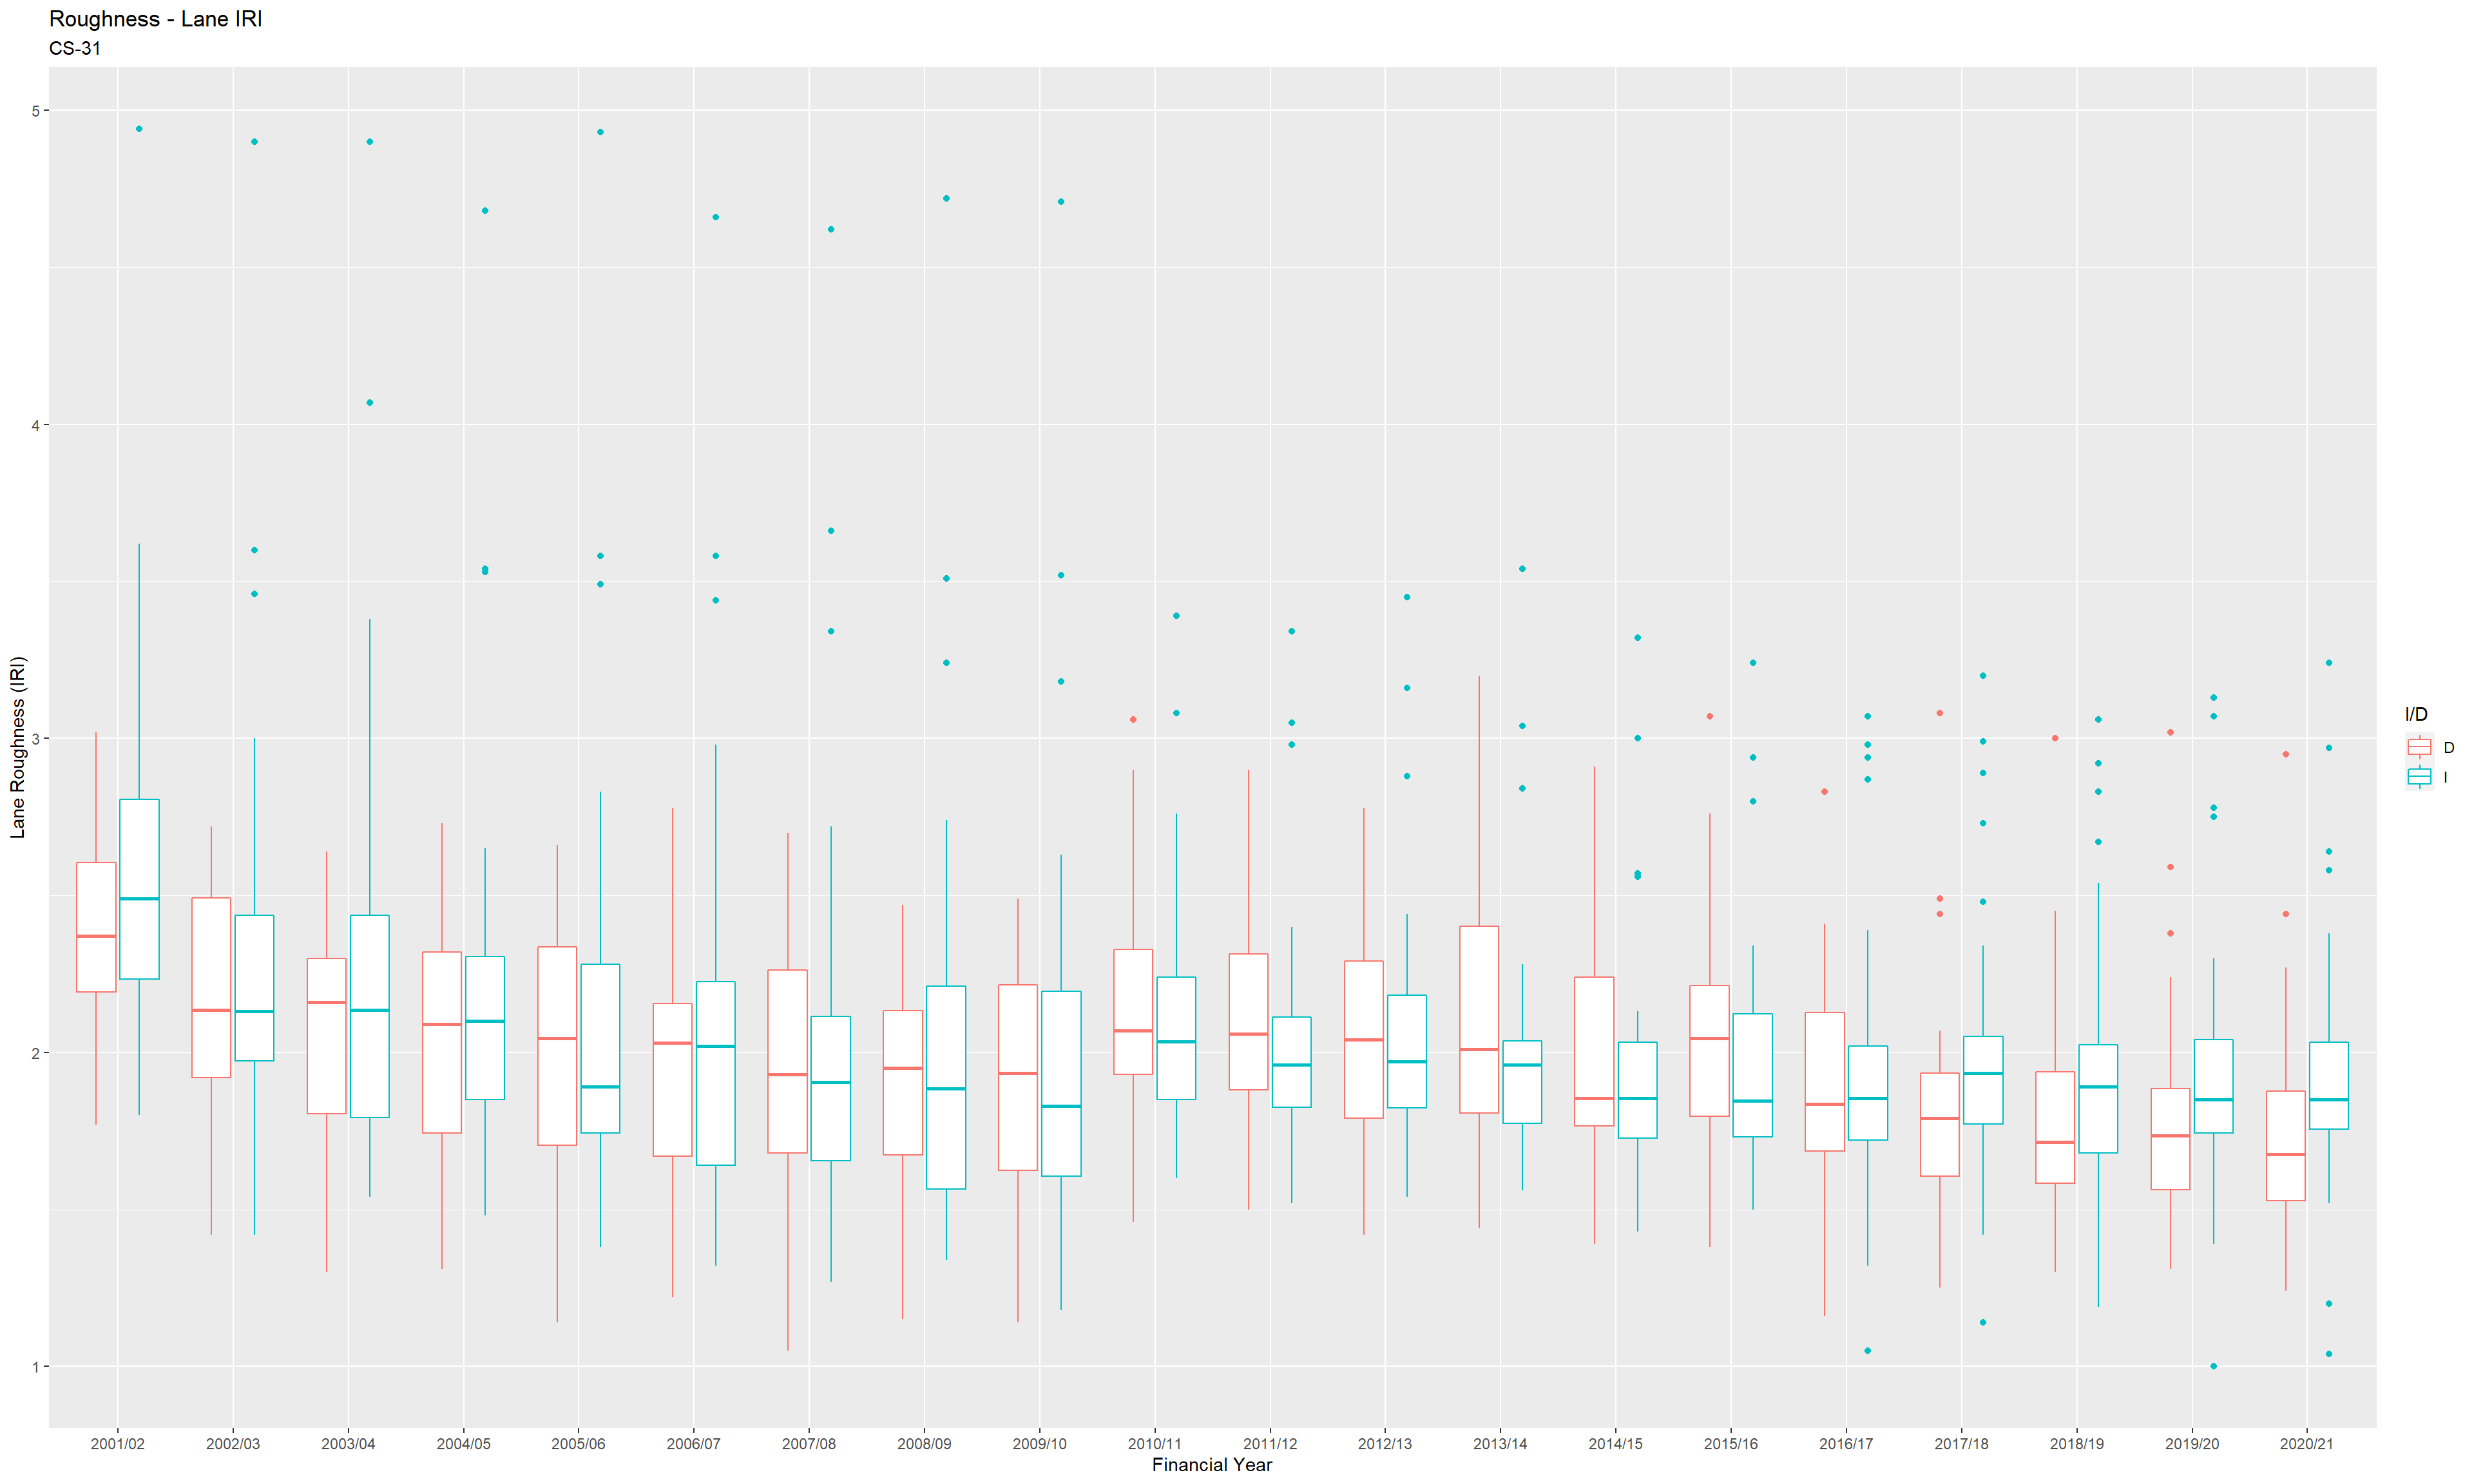 Roughness - Lane IRI
CS-31
Lane Roughness (IRI)
5
4
3
2
1
2001/02 2002/03 2003/04 2004/05 2005/06 2006/07 2007/08 2008/09 2009/10 2010/11 2011/12 2012/13 2013/14 2014/15 2015/16 2016/17 2017/18 2018/19 2019/20 2020/21
Financial Year
I/D
D
I